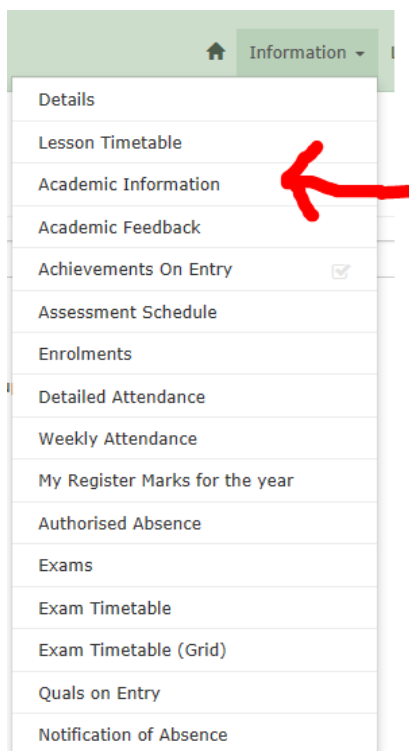 Information
Details
Lesson Timetable
Academic Information
Academic Feedback
Achievements On Entry
Assessment Schedule
Enrolments
Detailed Attendance
Weekly Attendance
My Register Marks for the year
Authorised Absence
Exams
Exam Timetable
Exam Timetable (Grid)
Quals on Entry
Notification of Absence